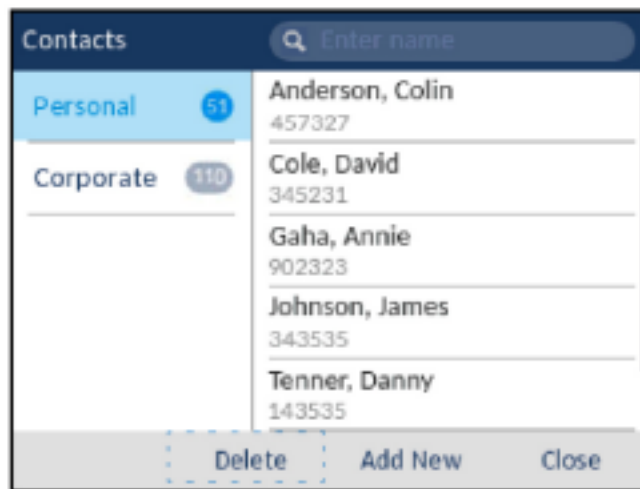 Contacts
Enter name
Personal 51
Corporate 110
Anderson, Colin
457327
Cole, David
345231
Gaha, Annie
902323
Johnson, James
343535
Tenner, Danny
143535
Delete Add New Close